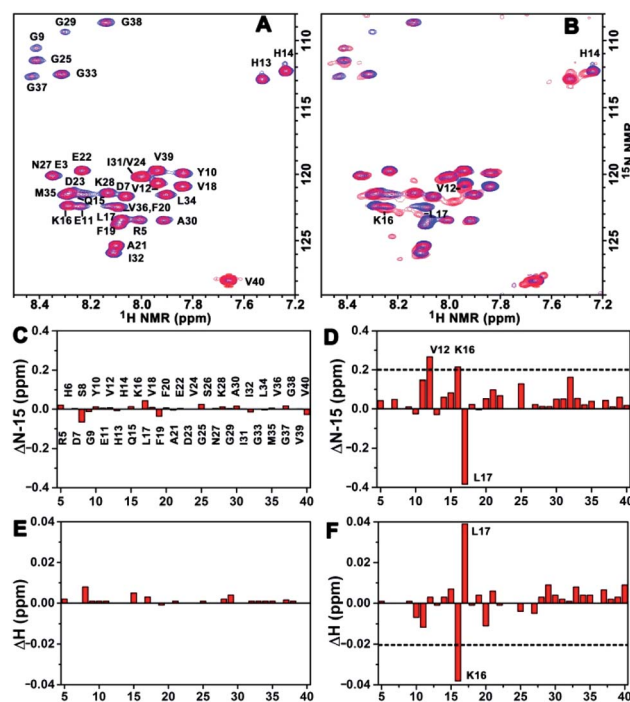 A
B
G29
G38
G9
G25
G33
G37
H13
H14
H14
N27 E3
E22
I31/V24
V39
Y10
D23
K28
D7
V12
V18
M35
Q15
V36,F20
L34
K16
E11
L17
F19
R5
A30
A21
I32
V40
V12
K16
L17
110
115
120
125
15N NMR (ppm)
8.4 8.2 8.0 7.8 7.6 7.4 7.2
1H NMR (ppm)
8.4 8.2 8.0 7.8 7.6 7.4 7.2
1H NMR (ppm)
C
D
ΔN-15 (ppm)
0.4
0.2
0.0
-0.2
-0.4
H6 S8 Y10 V12 H14 K16 V18 F20 E22 V24 S26 K28 A30 I32 L34 V36 G38 V40
R5 D7 G9 E11 H13 Q15 L17 F19 A21 D23 G25 N27 G29 I31 G33 M35 G37 V39
5 10 15 20 25 30 35 40
ΔN-15 (ppm)
0.4
0.2
0.0
-0.2
-0.4
V12 K16
L17
5 10 15 20 25 30 35 40
E
F
ΔH (ppm)
0.04
0.02
0.00
-0.02
-0.04
5 10 15 20 25 30 35 40
ΔH (ppm)
0.04
0.02
0.00
-0.02
-0.04
L17
K16
5 10 15 20 25 30 35 40